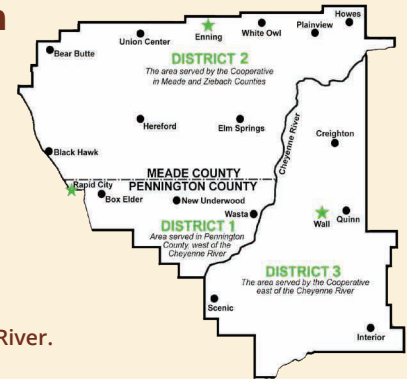 n
Howes
Enning
White Owl
Plainview
Union Center
Bear Butte
DISTRICT 2
The area served by the Cooperative
in Meade and Ziebach Counties
Hereford
Elm Springs
Cheyenne River
Creighton
Black Hawk
MEADE COUNTY
PENNINGTON COUNTY
Rapid City
Box Elder
New Underwood
Wasta
Wall
Quinn
DISTRICT 1
Area served in Pennington
County, west of the
Cheyenne River
DISTRICT 3
The area served by the Cooperative
east of the Cheyenne River
Scenic
River.
Interior